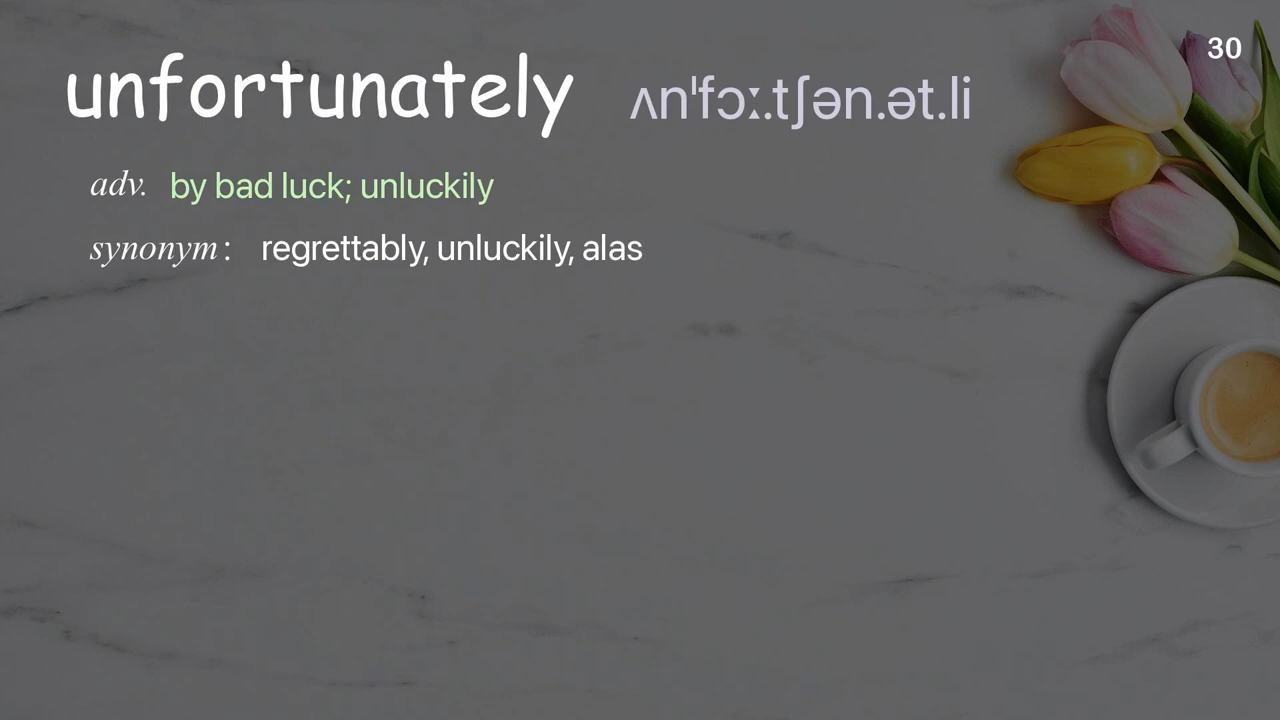 30
unfortunately ʌnˈfɔː.tʃən.ət.li
adv. by bad luck; unluckily
synonym: regrettably, unluckily, alas